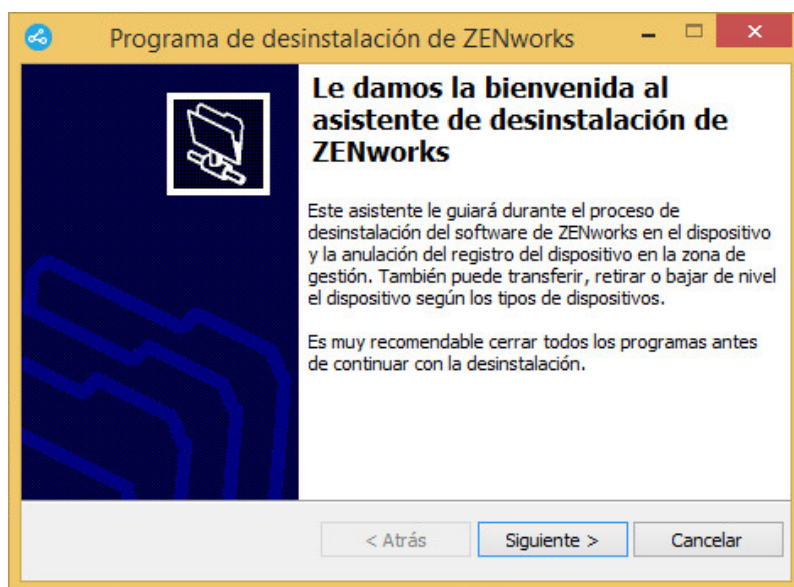 Programa de desinstalación de ZENworks
Le damos la bienvenida al
asistente de desinstalación de
ZENworks
Este asistente le guiará durante el proceso de
desinstalación del software de ZENworks en el dispositivo
y la anulación del registro del dispositivo en la zona de
gestión. También puede transferir, retirar o bajar de nivel
el dispositivo según los tipos de dispositivos.
Es muy recomendable cerrar todos los programas antes
de continuar con la desinstalación.
< Atrás
Siguiente >
Cancelar